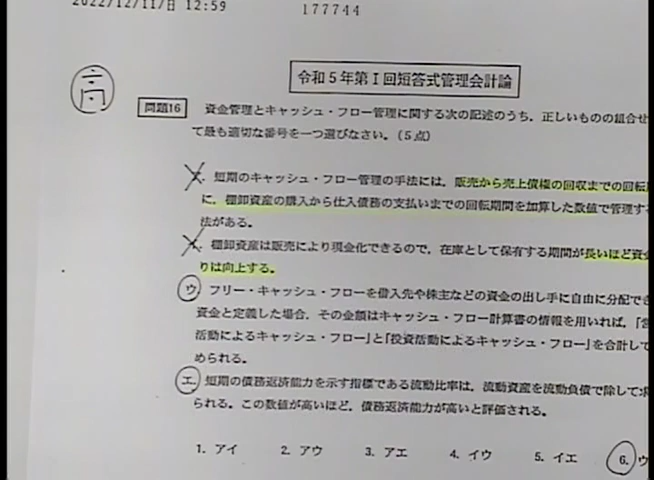 2022/12/11/日 12:59 177744
令和5年第Ⅰ回短答式管理会計論
高
問題16 資金管理とキャッシュ・フロー管理に関する次の記述のうち，正しいものの組合せ
て最も適切な番号を一つ選びなさい。（5点）
短期のキャッシュ・フロー管理の手法には，販売から売上債権の回収までの回転
に，棚卸資産の購入から仕入債務の支払いまでの回転期間を加算した数値で管理す
法がある。
棚卸資産は販売により現金化できるので，在庫として保有する期間が長いほど資金
りは向上する。
ウ フリー・キャッシュ・フローを借入先や株主などの資金の出し手に自由に分配でき
資金と定義した場合，その金額はキャッシュ・フロー計算書の情報を用いれば，「営
活動によるキャッシュ・フロー」と「投資活動によるキャッシュ・フロー」を合計して
められる。
エ 短期の債務返済能力を示す指標である流動比率は，流動資産を流動負債で除して求
られる。この数値が高いほど，債務返済能力が高いと評価される。
1. アイ 2. アウ 3. アエ 4. イウ 5. イエ 6. ウ